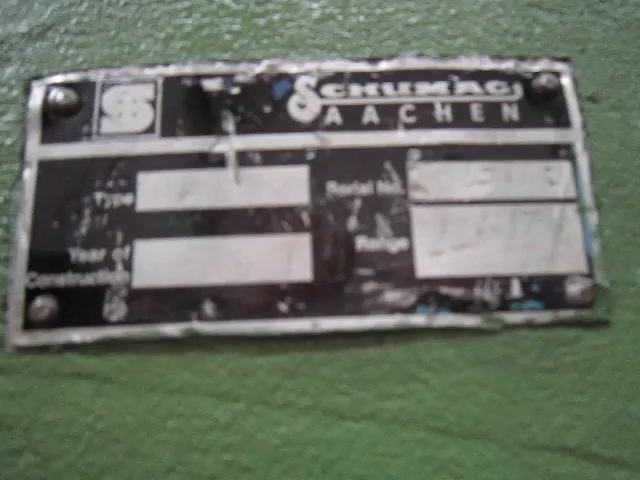 S SCHUMAG
AACHEN
Type
Serial No.
Year of
Construction
Range